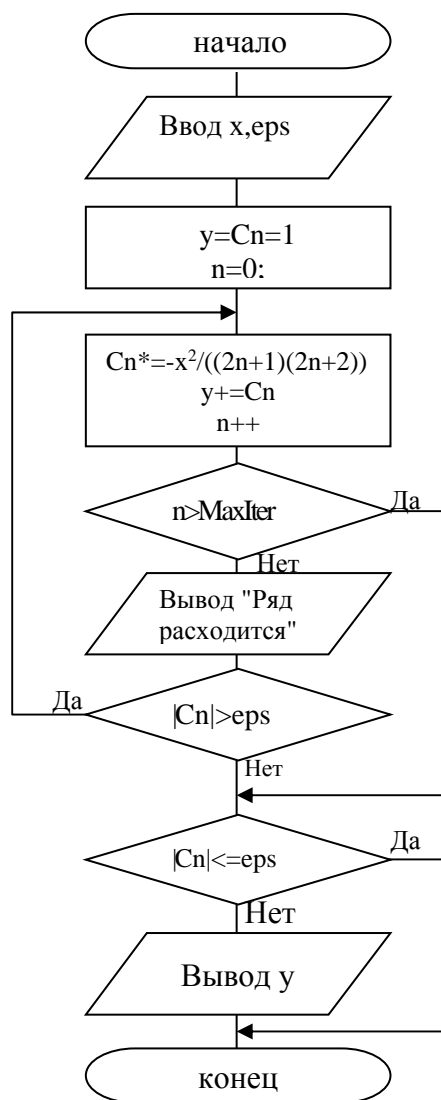 начало
Ввод x,eps
y=Cn=1
n=0;
Cn*=-x²/((2n+1)(2n+2))
y+=Cn
n++
n>MaxIter
Да
Нет
Вывод "Ряд
расходится"
Да
|Cn|>eps
Нет
|Cn|<=eps
Да
Нет
Вывод y
конец